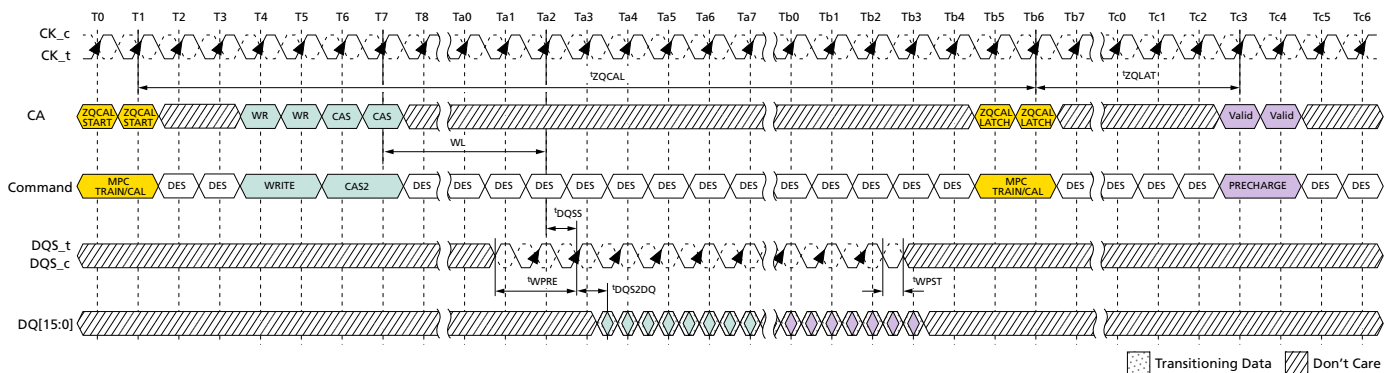 T0 T1 T2 T3 T4 T5 T6 T7 T8 Ta0 Ta1 Ta2 Ta3 Ta4 Ta5 Ta6 Ta7 Tb0 Tb1 Tb2 Tb3 Tb4 Tb5 Tb6 Tb7 Tc0 Tc1 Tc2 Tc3 Tc4 Tc5 Tc6
CK_c
CK_t
tZQCAL tZQLAT
CA ZQCAL START ZQCAL START WR WR CAS CAS ZQCAL LATCH ZQCAL LATCH Valid Valid
WL
Command MPC TRAIN/CAL DES DES WRITE CAS2 DES DES DES DES DES DES DES DES DES DES DES DES DES DES MPC TRAIN/CAL DES DES DES DES PRECHARGE DES DES
tDQSS
DQS_t
DQS_c
tWPRE tDQS2DQ tWPST
DQ[15:0]
Transitioning Data Don't Care